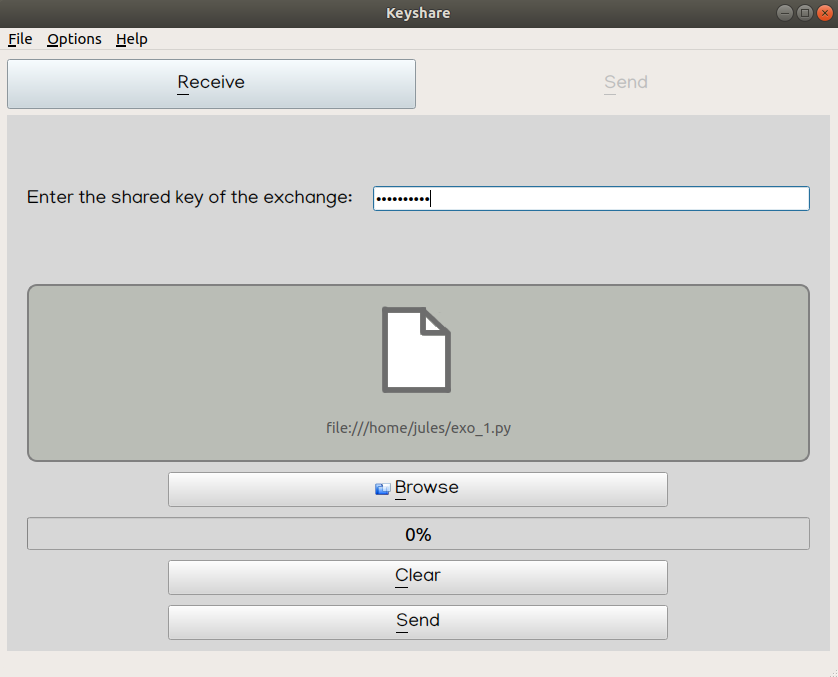 Keyshare
File Options Help
Receive Send
Enter the shared key of the exchange: ••••••••••
file:///home/jules/exo_1.py
Browse
0%
Clear
Send